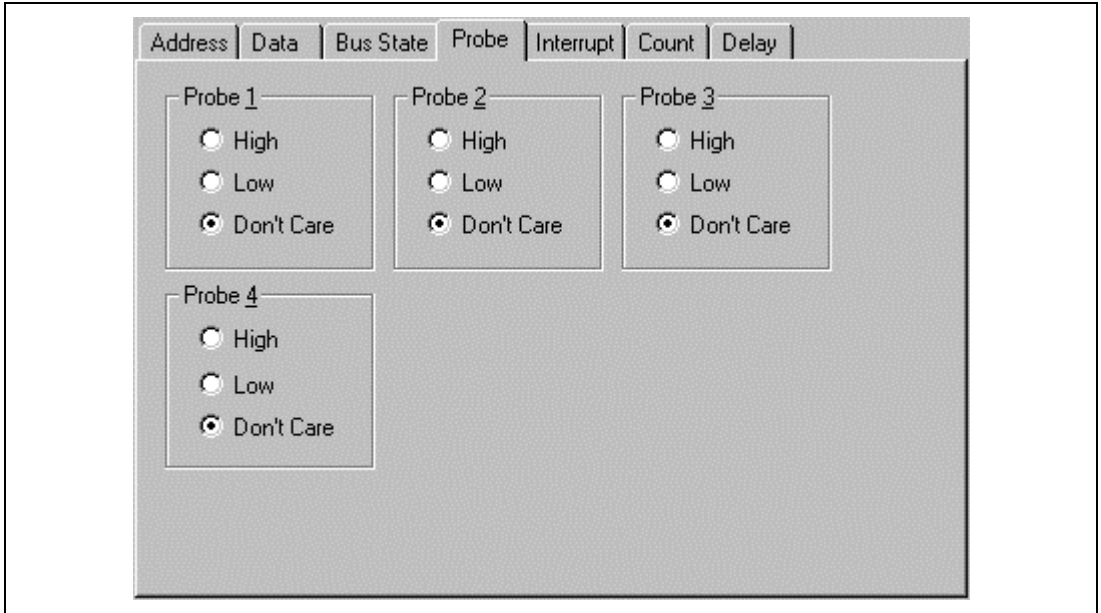 Address Data Bus State Probe Interrupt Count Delay
Probe 1 Probe 2 Probe 3
High High High
Low Low Low
Don't Care Don't Care Don't Care
Probe 4
High
Low
Don't Care